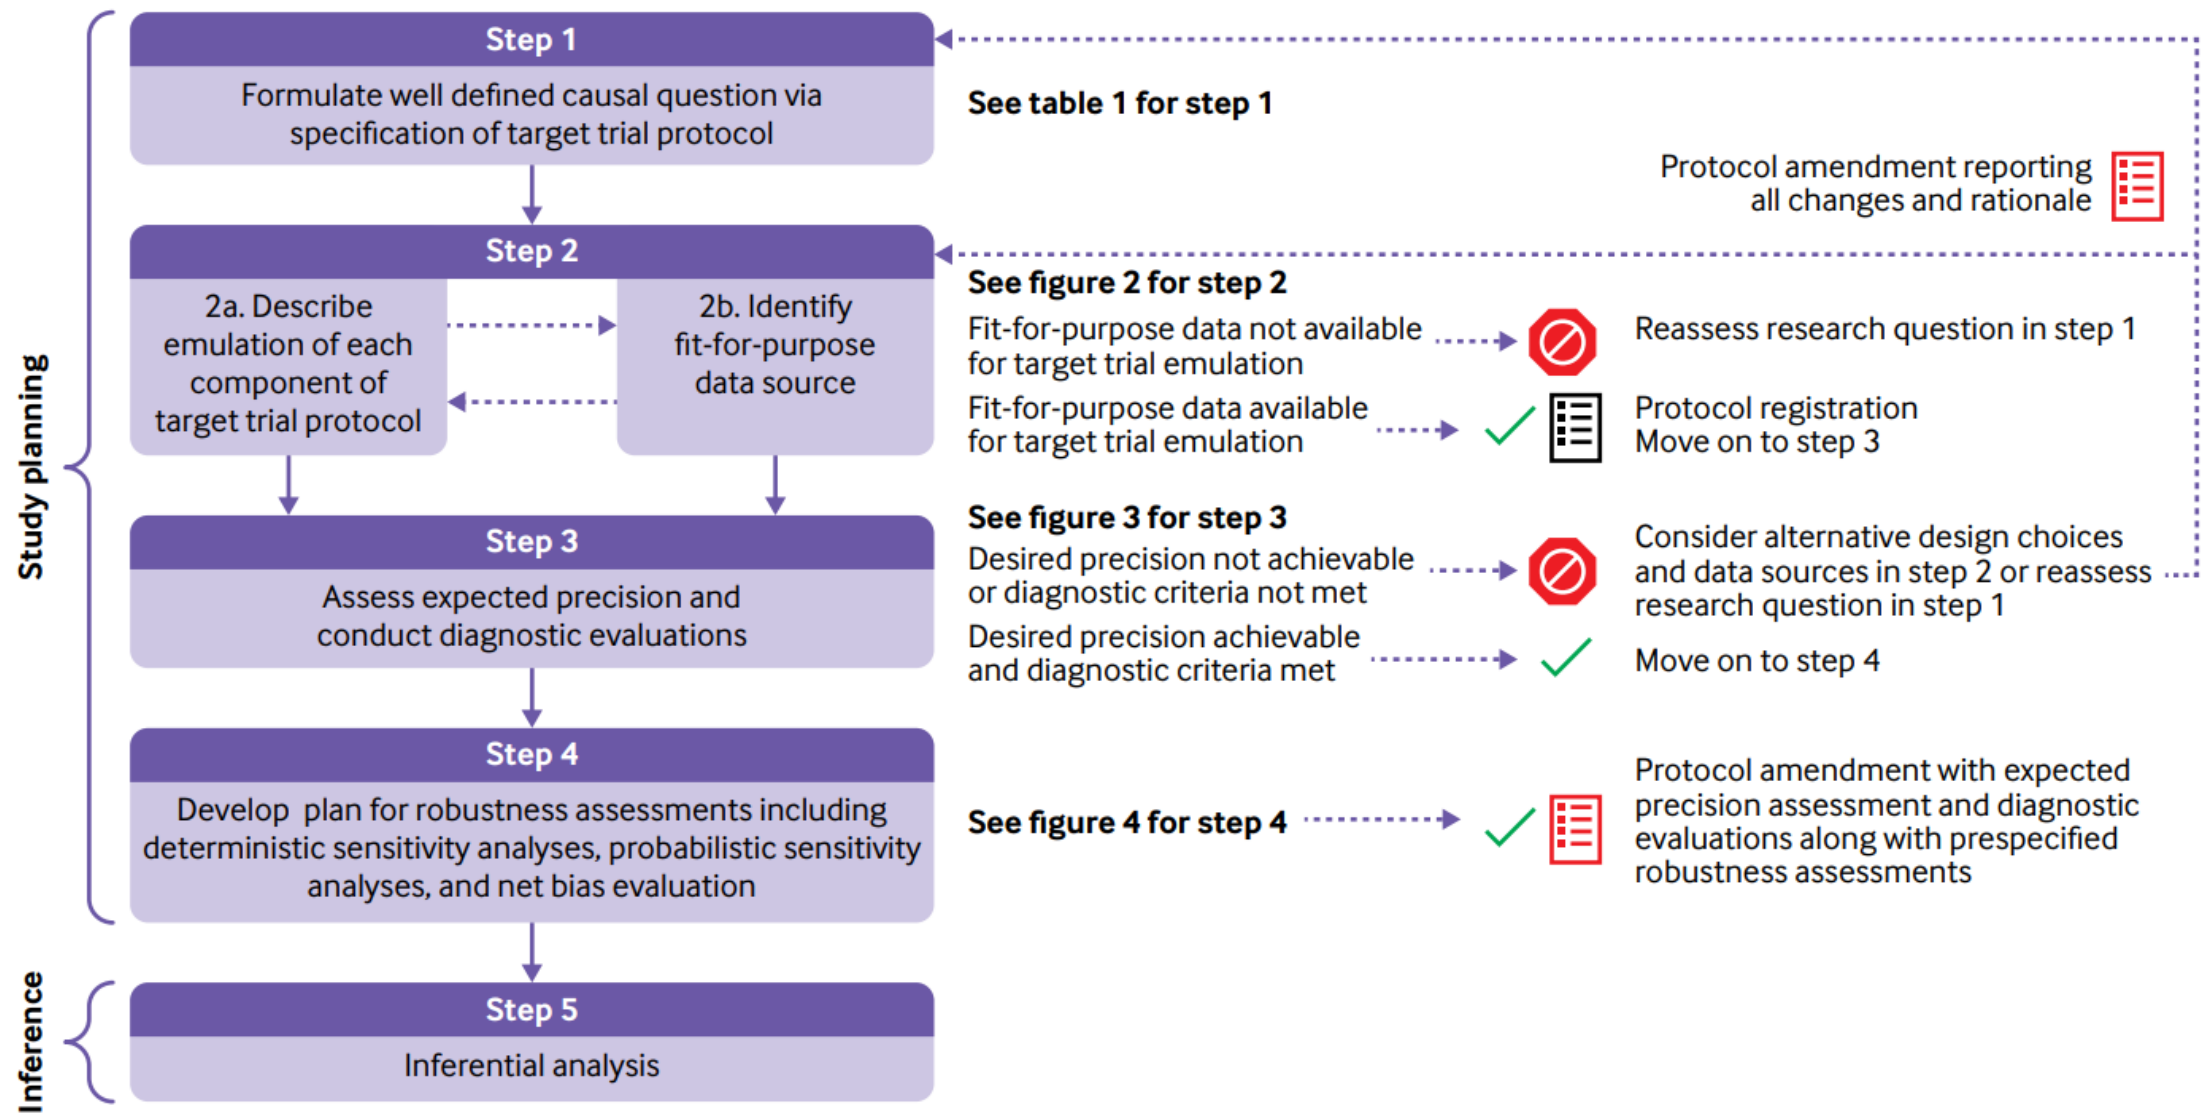 Study planning
Step 1
Formulate well defined causal question via
specification of target trial protocol
See table 1 for step 1
Protocol amendment reporting
all changes and rationale
Step 2
2a. Describe
emulation of each
component of
target trial protocol
2b. Identify
fit-for-purpose
data source
See figure 2 for step 2
Fit-for-purpose data not available
for target trial emulation
Reassess research question in step 1
Fit-for-purpose data available
for target trial emulation
Protocol registration
Move on to step 3
Step 3
Assess expected precision and
conduct diagnostic evaluations
See figure 3 for step 3
Desired precision not achievable
or diagnostic criteria not met
Consider alternative design choices
and data sources in step 2 or reassess
research question in step 1
Desired precision achievable
and diagnostic criteria met
Move on to step 4
Step 4
Develop plan for robustness assessments including
deterministic sensitivity analyses, probabilistic sensitivity
analyses, and net bias evaluation
See figure 4 for step 4
Protocol amendment with expected
precision assessment and diagnostic
evaluations along with prespecified
robustness assessments
Inference
Step 5
Inferential analysis